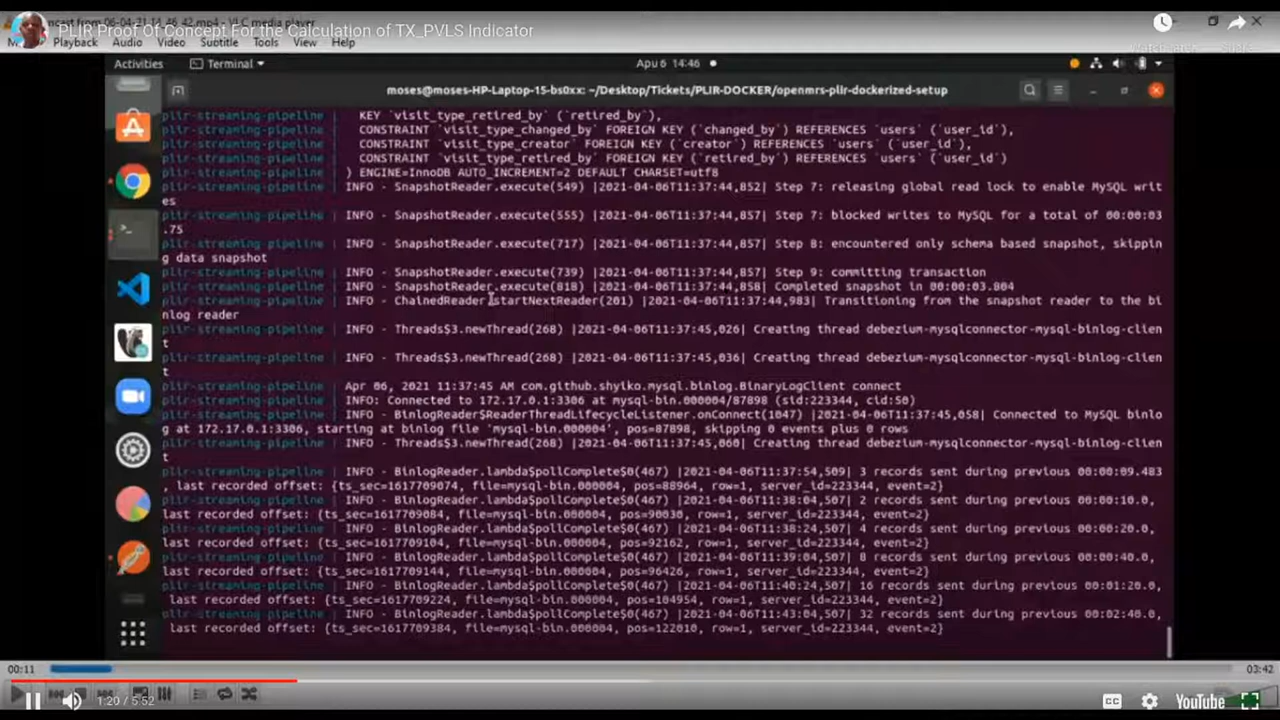 PLIR Proof Of Concept For the Calculation of TX_PVLS Indicator
Playback Audio Video Subtitle Tools View Help
Activities Terminal Apu 6 14:46
moses@moses-HP-Laptop-15-bs0xx: ~/Desktop/Tickets/PLIR-DOCKER/openmrs-plir-dockerized-setup
plir-streaming-pipeline | KEY `visit_type_retired_by` (`retired_by`),
plir-streaming-pipeline | CONSTRAINT `visit_type_changed_by` FOREIGN KEY (`changed_by`) REFERENCES `users` (`user_id`),
plir-streaming-pipeline | CONSTRAINT `visit_type_creator` FOREIGN KEY (`creator`) REFERENCES `users` (`user_id`),
plir-streaming-pipeline | CONSTRAINT `visit_type_retired_by` FOREIGN KEY (`retired_by`) REFERENCES `users` (`user_id`)
plir-streaming-pipeline | ) ENGINE=InnoDB AUTO_INCREMENT=2 DEFAULT CHARSET=utf8
plir-streaming-pipeline | INFO - SnapshotReader.execute(549) |2021-04-06T11:37:44,852| Step 7: releasing global read lock to enable MySQL writ
es
plir-streaming-pipeline | INFO - SnapshotReader.execute(555) |2021-04-06T11:37:44,857| Step 7: blocked writes to MySQL for a total of 00:00:03
.75
plir-streaming-pipeline | INFO - SnapshotReader.execute(717) |2021-04-06T11:37:44,857| Step 8: encountered only schema based snapshot, skippin
g data snapshot
plir-streaming-pipeline | INFO - SnapshotReader.execute(739) |2021-04-06T11:37:44,857| Step 9: committing transaction
plir-streaming-pipeline | INFO - SnapshotReader.execute(818) |2021-04-06T11:37:44,858| Completed snapshot in 00:00:03.804
plir-streaming-pipeline | INFO - ChainedReader.startNextReader(201) |2021-04-06T11:37:44,983| Transitioning from the snapshot reader to the bi
nlog reader
plir-streaming-pipeline | INFO - Threads$3.newThread(268) |2021-04-06T11:37:45,026| Creating thread debezium-mysqlconnector-mysql-binlog-clien
t
plir-streaming-pipeline | INFO - Threads$3.newThread(268) |2021-04-06T11:37:45,036| Creating thread debezium-mysqlconnector-mysql-binlog-clien
t
plir-streaming-pipeline | Apr 06, 2021 11:37:45 AM com.github.shyiko.mysql.binlog.BinaryLogClient connect
plir-streaming-pipeline | INFO: Connected to 172.17.0.1:3306 at mysql-bin.000004/87898 (sid:223344, cid:50)
plir-streaming-pipeline | INFO - BinlogReader$ReaderThreadLifecycleListener.onConnect(1047) |2021-04-06T11:37:45,058| Connected to MySQL binlo
g at 172.17.0.1:3306, starting at binlog file 'mysql-bin.000004', pos=87898, skipping 0 events plus 0 rows
plir-streaming-pipeline | INFO - Threads$3.newThread(268) |2021-04-06T11:37:45,060| Creating thread debezium-mysqlconnector-mysql-binlog-clien
t
plir-streaming-pipeline | INFO - BinlogReader.lambda$pollComplete$0(467) |2021-04-06T11:37:54,509| 3 records sent during previous 00:00:09.483
, last recorded offset: {ts_sec=1617709074, file=mysql-bin.000004, pos=88964, row=1, server_id=223344, event=2}
plir-streaming-pipeline | INFO - BinlogReader.lambda$pollComplete$0(467) |2021-04-06T11:38:04,507| 2 records sent during previous 00:00:10.0,
last recorded offset: {ts_sec=1617709084, file=mysql-bin.000004, pos=90030, row=1, server_id=223344, event=2}
plir-streaming-pipeline | INFO - BinlogReader.lambda$pollComplete$0(467) |2021-04-06T11:38:24,507| 4 records sent during previous 00:00:20.0,
last recorded offset: {ts_sec=1617709104, file=mysql-bin.000004, pos=92162, row=1, server_id=223344, event=2}
plir-streaming-pipeline | INFO - BinlogReader.lambda$pollComplete$0(467) |2021-04-06T11:39:04,507| 8 records sent during previous 00:00:40.0,
last recorded offset: {ts_sec=1617709144, file=mysql-bin.000004, pos=96426, row=1, server_id=223344, event=2}
plir-streaming-pipeline | INFO - BinlogReader.lambda$pollComplete$0(467) |2021-04-06T11:40:24,507| 16 records sent during previous 00:01:20.0,
last recorded offset: {ts_sec=1617709224, file=mysql-bin.000004, pos=104954, row=1, server_id=223344, event=2}
plir-streaming-pipeline | INFO - BinlogReader.lambda$pollComplete$0(467) |2021-04-06T11:43:04,507| 32 records sent during previous 00:02:40.0,
last recorded offset: {ts_sec=1617709384, file=mysql-bin.000004, pos=122010, row=1, server_id=223344, event=2}
00:11 03:42
1:20 / 5:52 CC YouTube